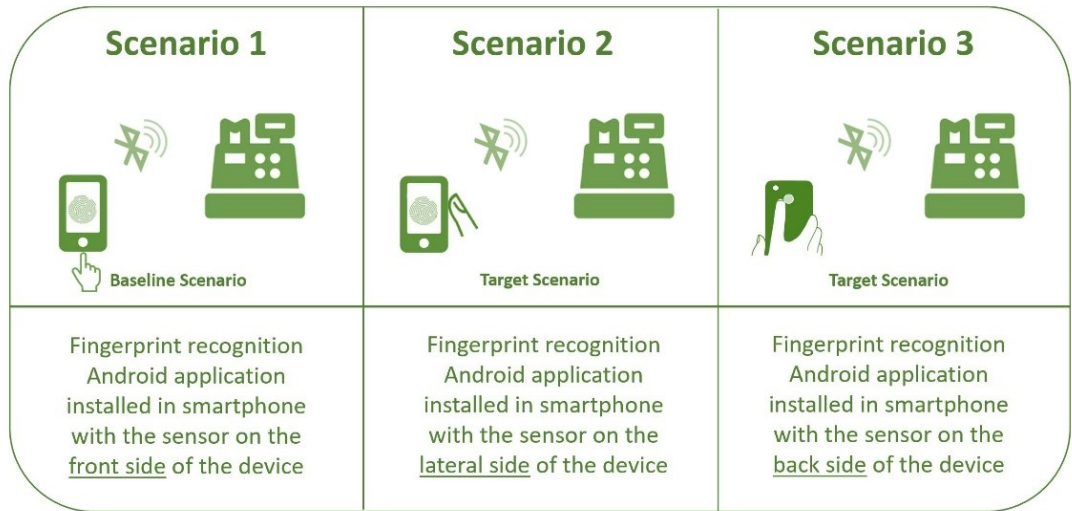 Scenario 1
Baseline Scenario
Fingerprint recognition
Android application
installed in smartphone
with the sensor on the
front side of the device
Scenario 2
Target Scenario
Fingerprint recognition
Android application
installed in smartphone
with the sensor on the
lateral side of the device
Scenario 3
Target Scenario
Fingerprint recognition
Android application
installed in smartphone
with the sensor on the
back side of the device